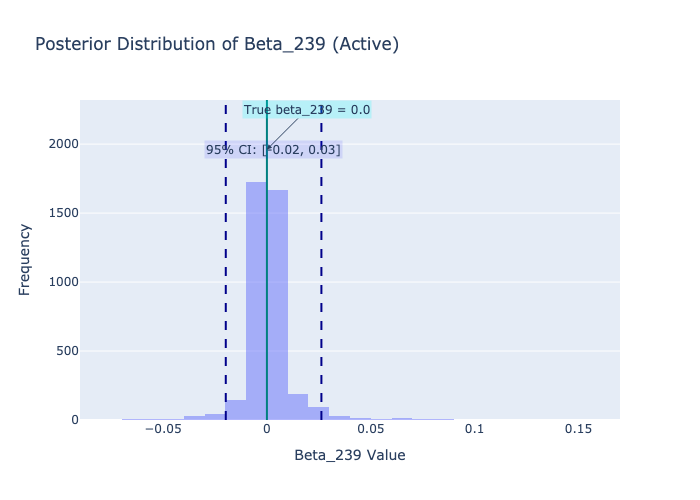 Posterior Distribution of Beta_239 (Active)
True beta_239 = 0.0
95% CI: [-0.02, 0.03]
2000
1500
1000
500
0
Frequency
−0.05
0
0.05
0.1
0.15
Beta_239 Value